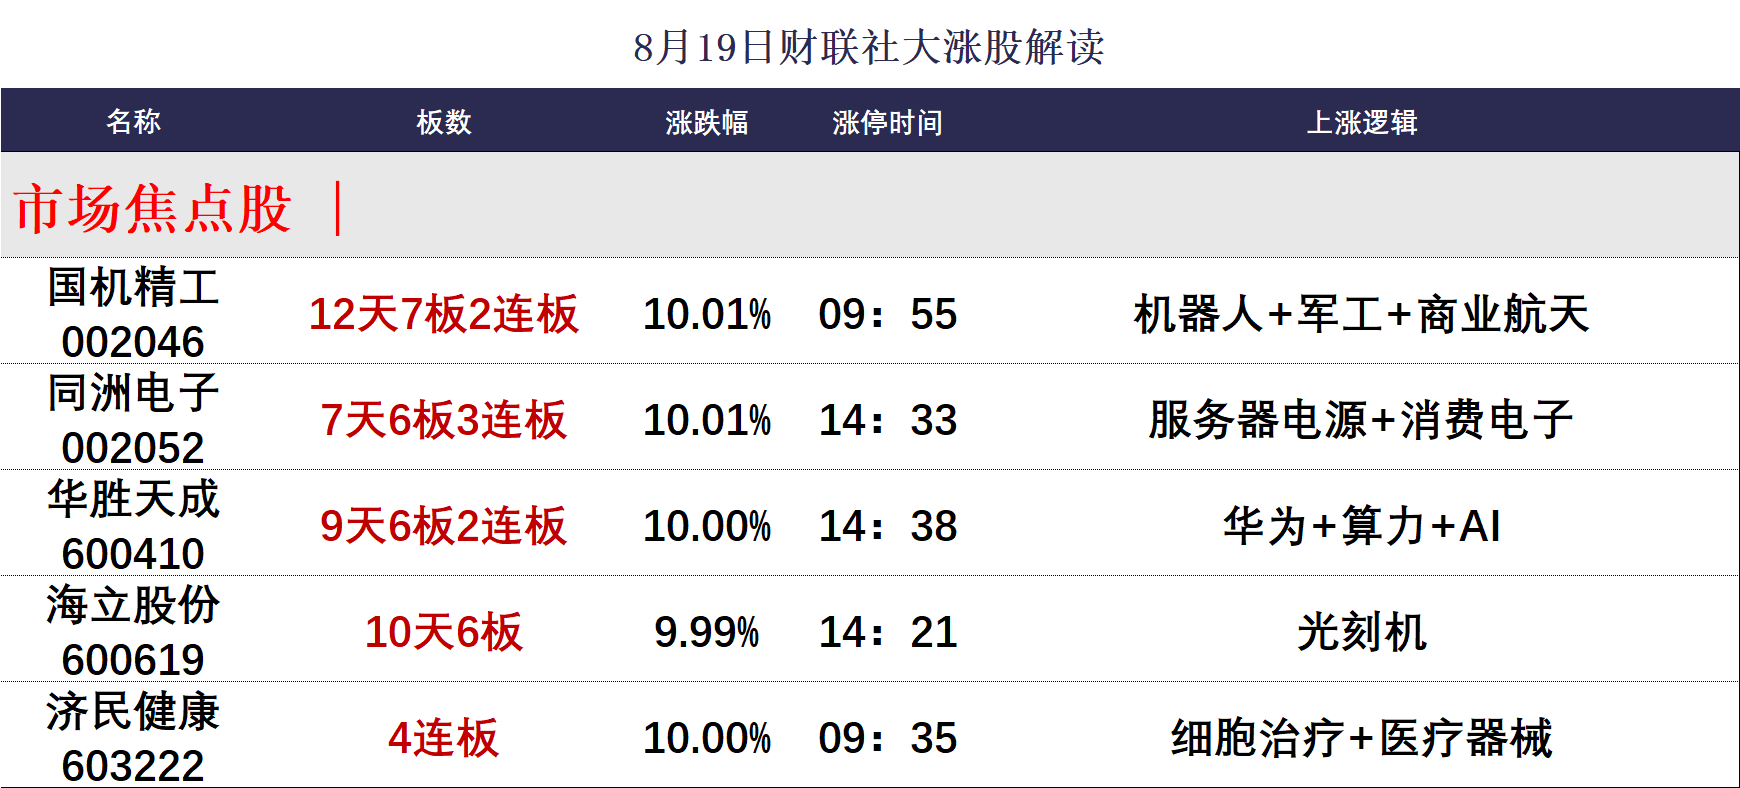 8月19日财联社大涨股解读
名称 板数 涨跌幅 涨停时间 上涨逻辑
市场焦点股 ｜
国机精工
002046 12天7板2连板 10.01% 09：55 机器人+军工+商业航天
同洲电子
002052 7天6板3连板 10.01% 14：33 服务器电源+消费电子
华胜天成
600410 9天6板2连板 10.00% 14：38 华为+算力+AI
海立股份
600619 10天6板 9.99% 14：21 光刻机
济民健康
603222 4连板 10.00% 09：35 细胞治疗+医疗器械